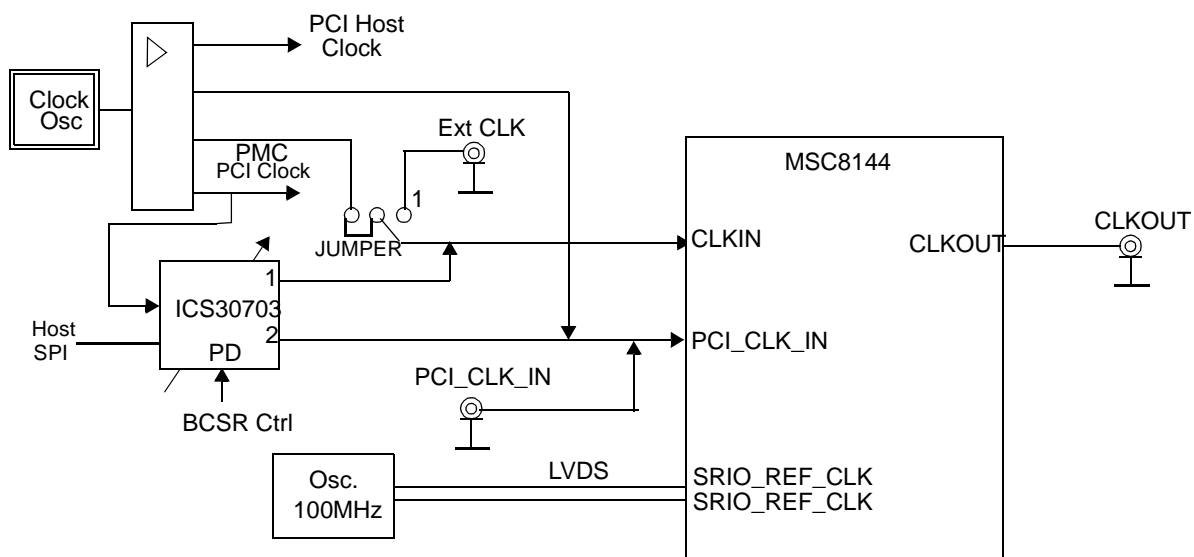 PCI Host
Clock
Clock
Osc
Ext CLK
PMC
PCI Clock
1
JUMPER
MSC8144
CLKIN
CLKOUT
CLKOUT
1
ICS30703
2
PD
Host
SPI
BCSR Ctrl
PCI_CLK_IN
PCI_CLK_IN
Osc.
100MHz
LVDS
SRIO_REF_CLK
SRIO_REF_CLK